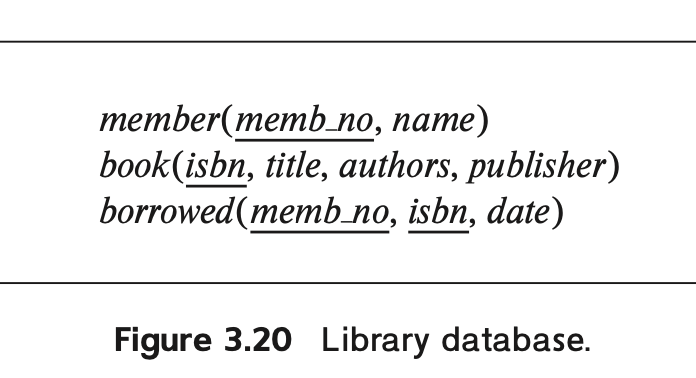 member(memb_no, name)
book(isbn, title, authors, publisher)
borrowed(memb_no, isbn, date)
Figure 3.20 Library database.